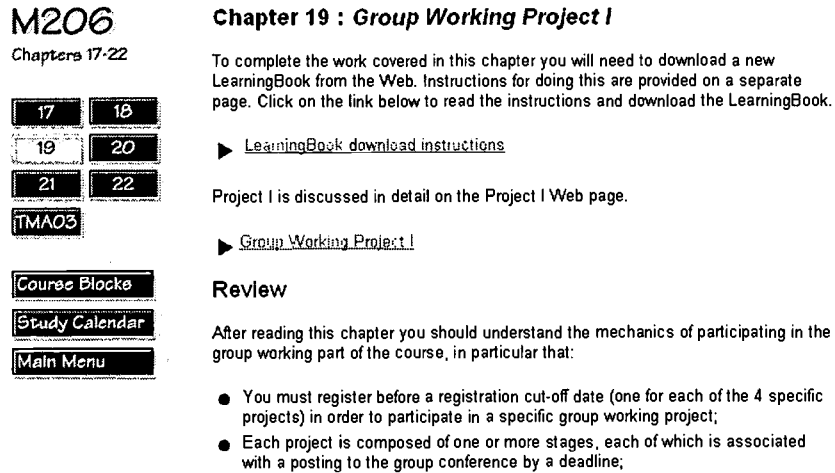 M206
Chapters 17-22
17
18
19
20
21
22
TMA03
Course Blocks
Study Calendar
Main Menu
Chapter 19 : Group Working Project I
To complete the work covered in this chapter you will need to download a new
LearningBook from the Web. Instructions for doing this are provided on a separate
page. Click on the link below to read the instructions and download the LearningBook.
LearningBook download instructions
Project I is discussed in detail on the Project I Web page.
Group Working Project I
Review
After reading this chapter you should understand the mechanics of participating in the
group working part of the course, in particular that:
You must register before a registration cut-off date (one for each of the 4 specific
projects) in order to participate in a specific group working project;
Each project is composed of one or more stages, each of which is associated
with a posting to the group conference by a deadline;